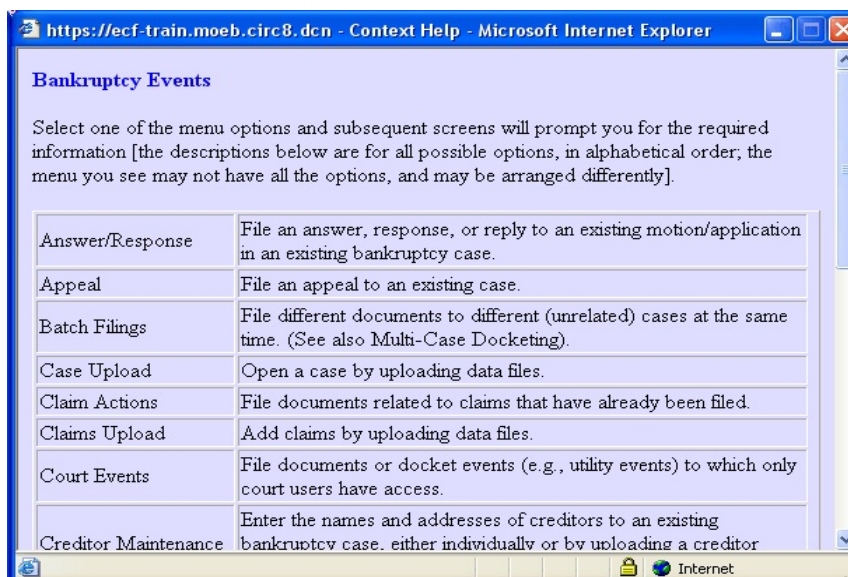 https://ecf-train.moeb.circ8.dcn - Context Help - Microsoft Internet Explorer
Bankruptcy Events
Select one of the menu options and subsequent screens will prompt you for the required
information [the descriptions below are for all possible options, in alphabetical order; the
menu you see may not have all the options, and may be arranged differently].
Answer/Response
File an answer, response, or reply to an existing motion/application
in an existing bankruptcy case.
Appeal
File an appeal to an existing case.
Batch Filings
File different documents to different (unrelated) cases at the same
time. (See also Multi-Case Docketing).
Case Upload
Open a case by uploading data files.
Claim Actions
File documents related to claims that have already been filed.
Claims Upload
Add claims by uploading data files.
Court Events
File documents or docket events (e.g., utility events) to which only
court users have access.
Creditor Maintenance
Enter the names and addresses of creditors to an existing
bankruptcy case, either individually or by uploading a creditor
Internet